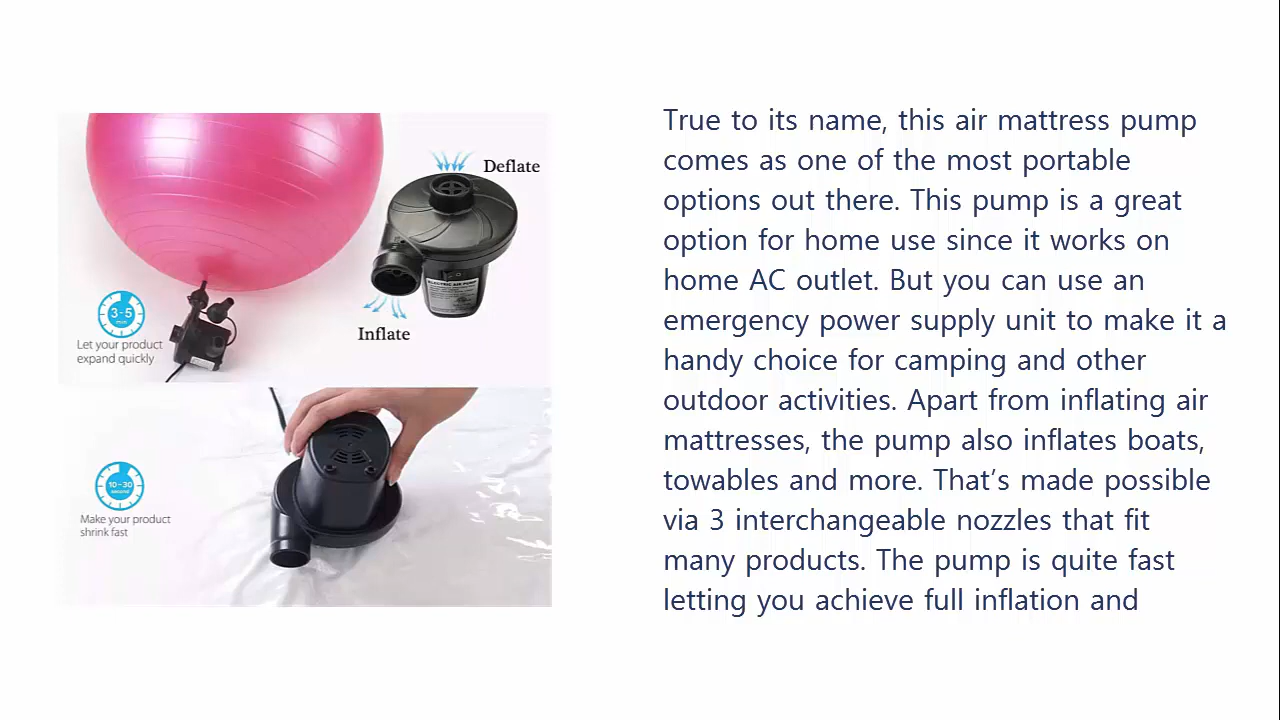 Deflate
Inflate
ELECTRIC AIR PUMP
3-5
min
Let your product
expand quickly
10-30
second
Make your product
shrink fast
True to its name, this air mattress pump
comes as one of the most portable
options out there. This pump is a great
option for home use since it works on
home AC outlet. But you can use an
emergency power supply unit to make it a
handy choice for camping and other
outdoor activities. Apart from inflating air
mattresses, the pump also inflates boats,
towables and more. That’s made possible
via 3 interchangeable nozzles that fit
many products. The pump is quite fast
letting you achieve full inflation and